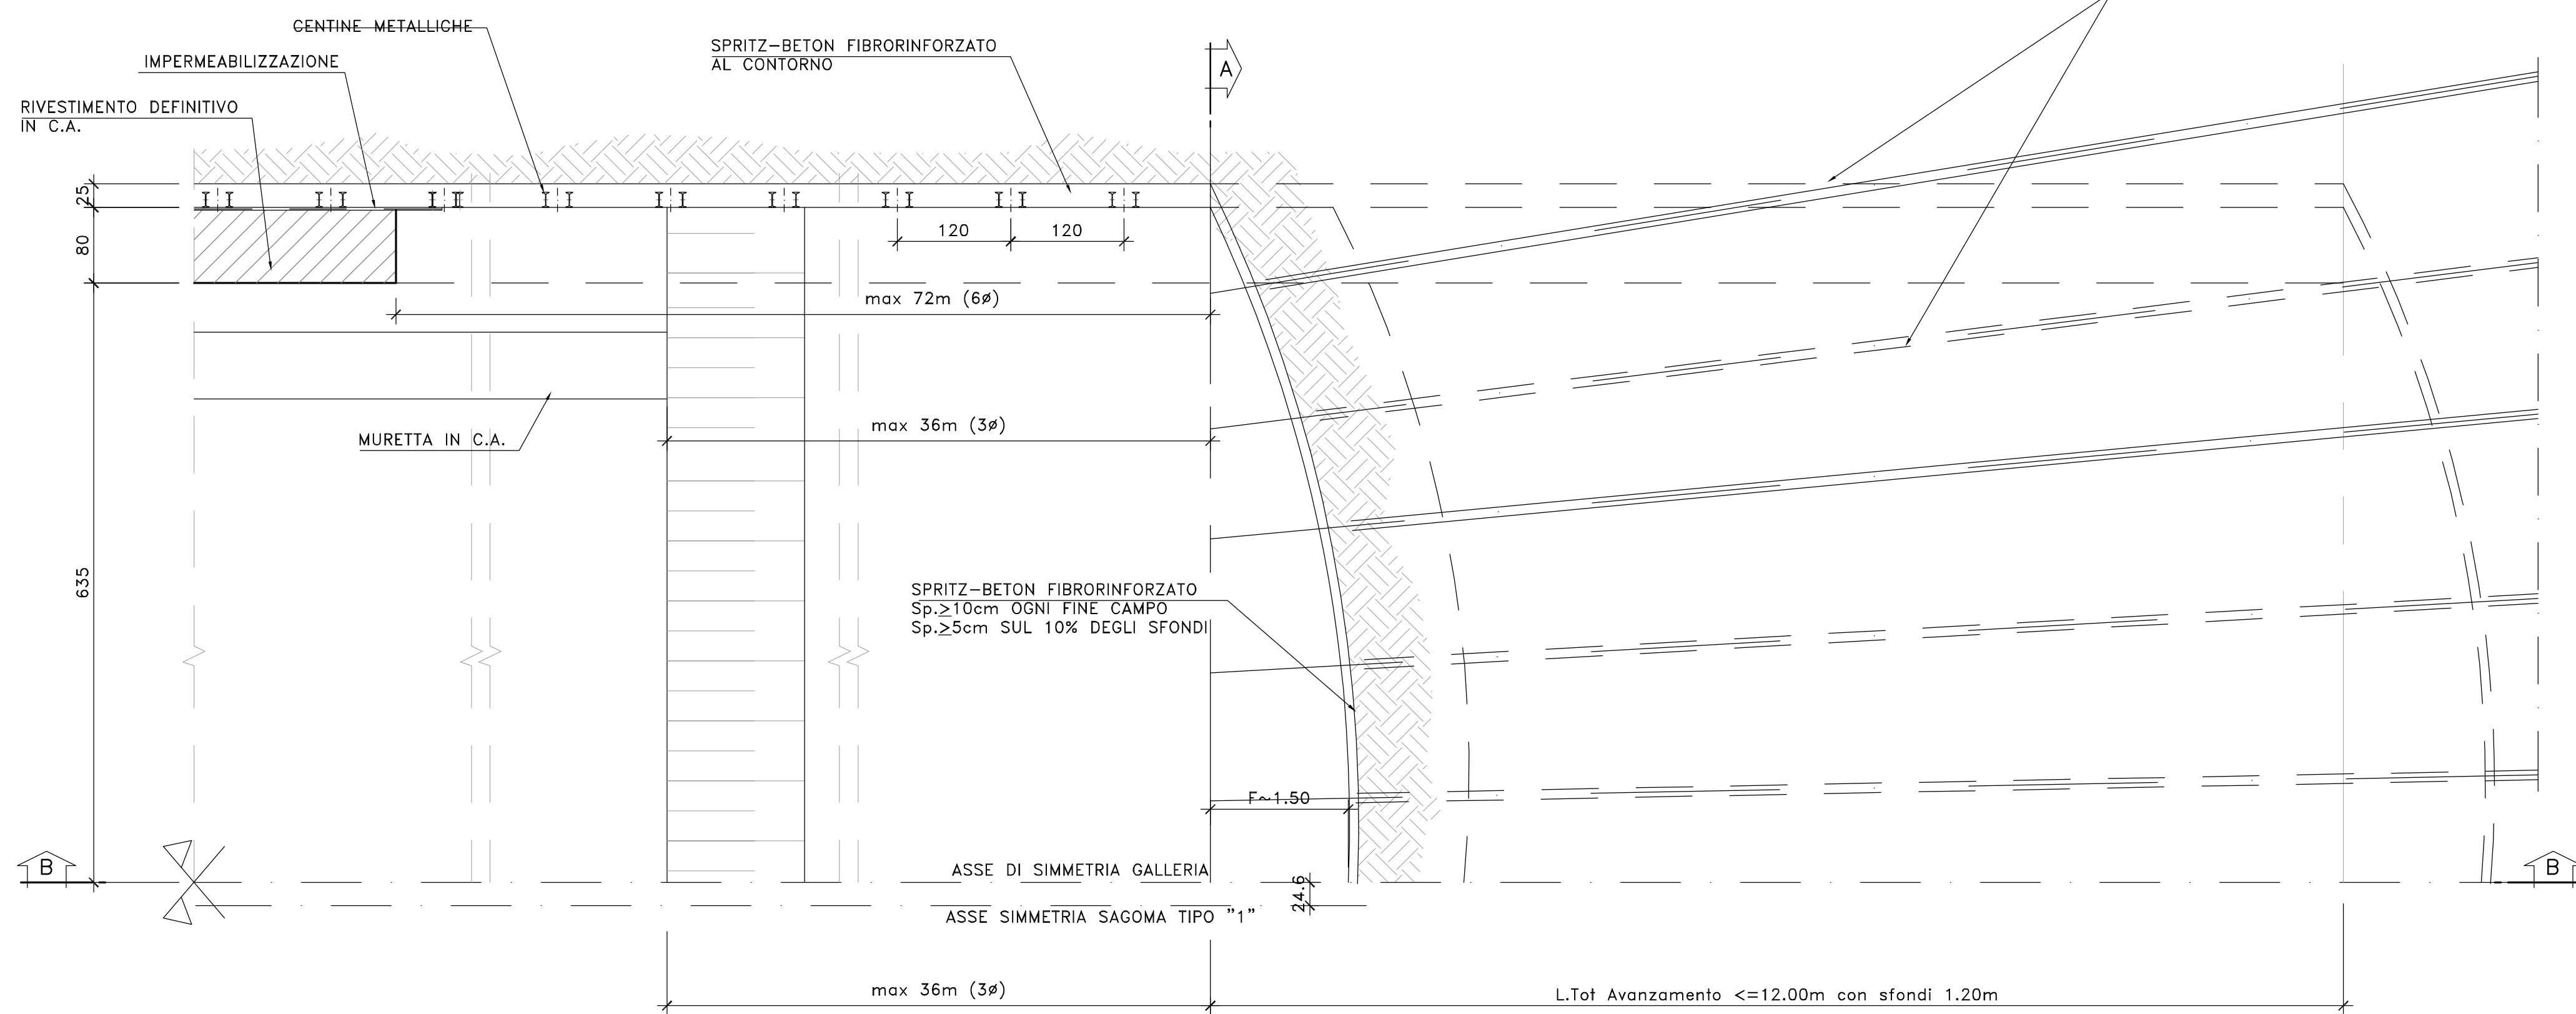 CENTINE METALLICHE
IMPERMEABILIZZAZIONE
RIVESTIMENTO DEFINITIVO
IN C.A.
SPRITZ-BETON FIBRORINFORZATO
AL CONTORNO
A
25
80
635
120
120
max 72m (6ø)
max 36m (3ø)
MURETTA IN C.A.
SPRITZ-BETON FIBRORINFORZATO
Sp.≥10cm OGNI FINE CAMPO
Sp.≥5cm SUL 10% DEGLI SFONDI
F~1.50
B
ASSE DI SIMMETRIA GALLERIA
24.6
B
ASSE SIMMETRIA SAGOMA TIPO "1"
max 36m (3ø)
L.Tot Avanzamento <=12.00m con sfondi 1.20m